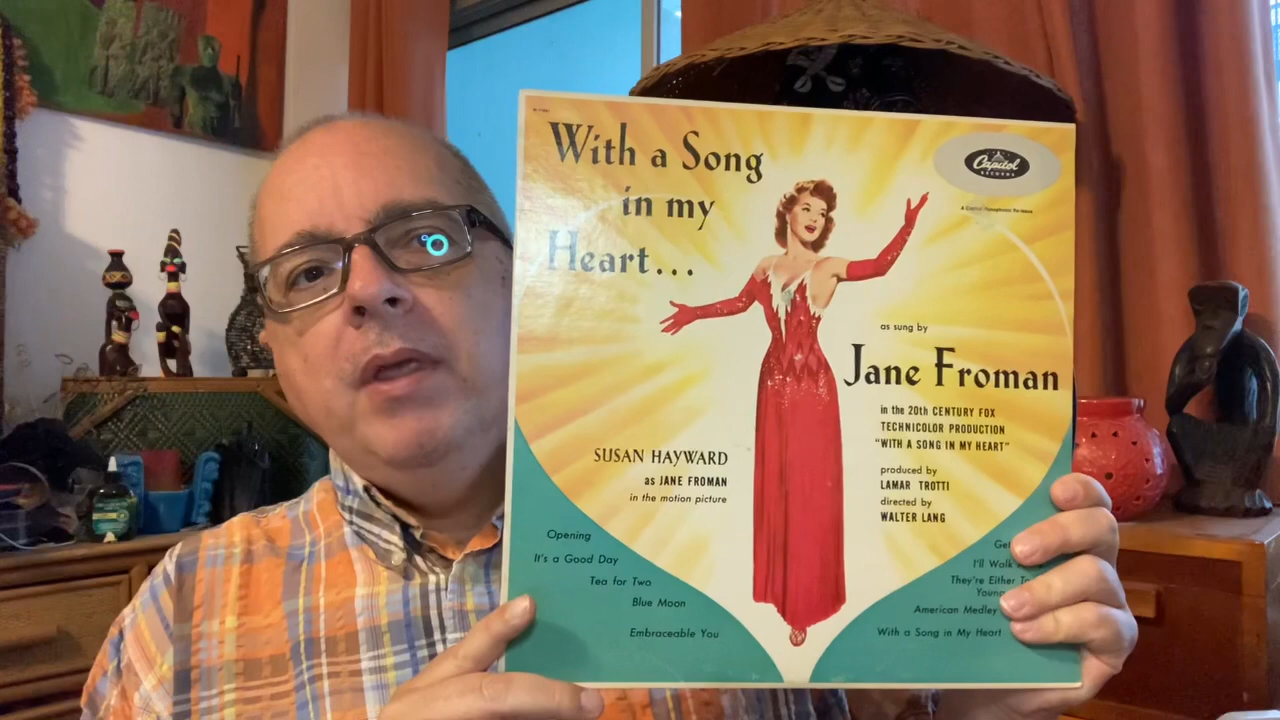 With a Song
in my
Heart...
Capitol
RECORDS
as sung by
Jane Froman
in the 20th CENTURY FOX
TECHNICOLOR PRODUCTION
"WITH A SONG IN MY HEART"
produced by
LAMAR TROTTI
directed by
WALTER LANG
SUSAN HAYWARD
as JANE FROMAN
in the motion picture
Opening
It's a Good Day
Tea for Two
Blue Moon
Embraceable You
I'll Walk
They're Either
American Medley
With a Song in My Heart